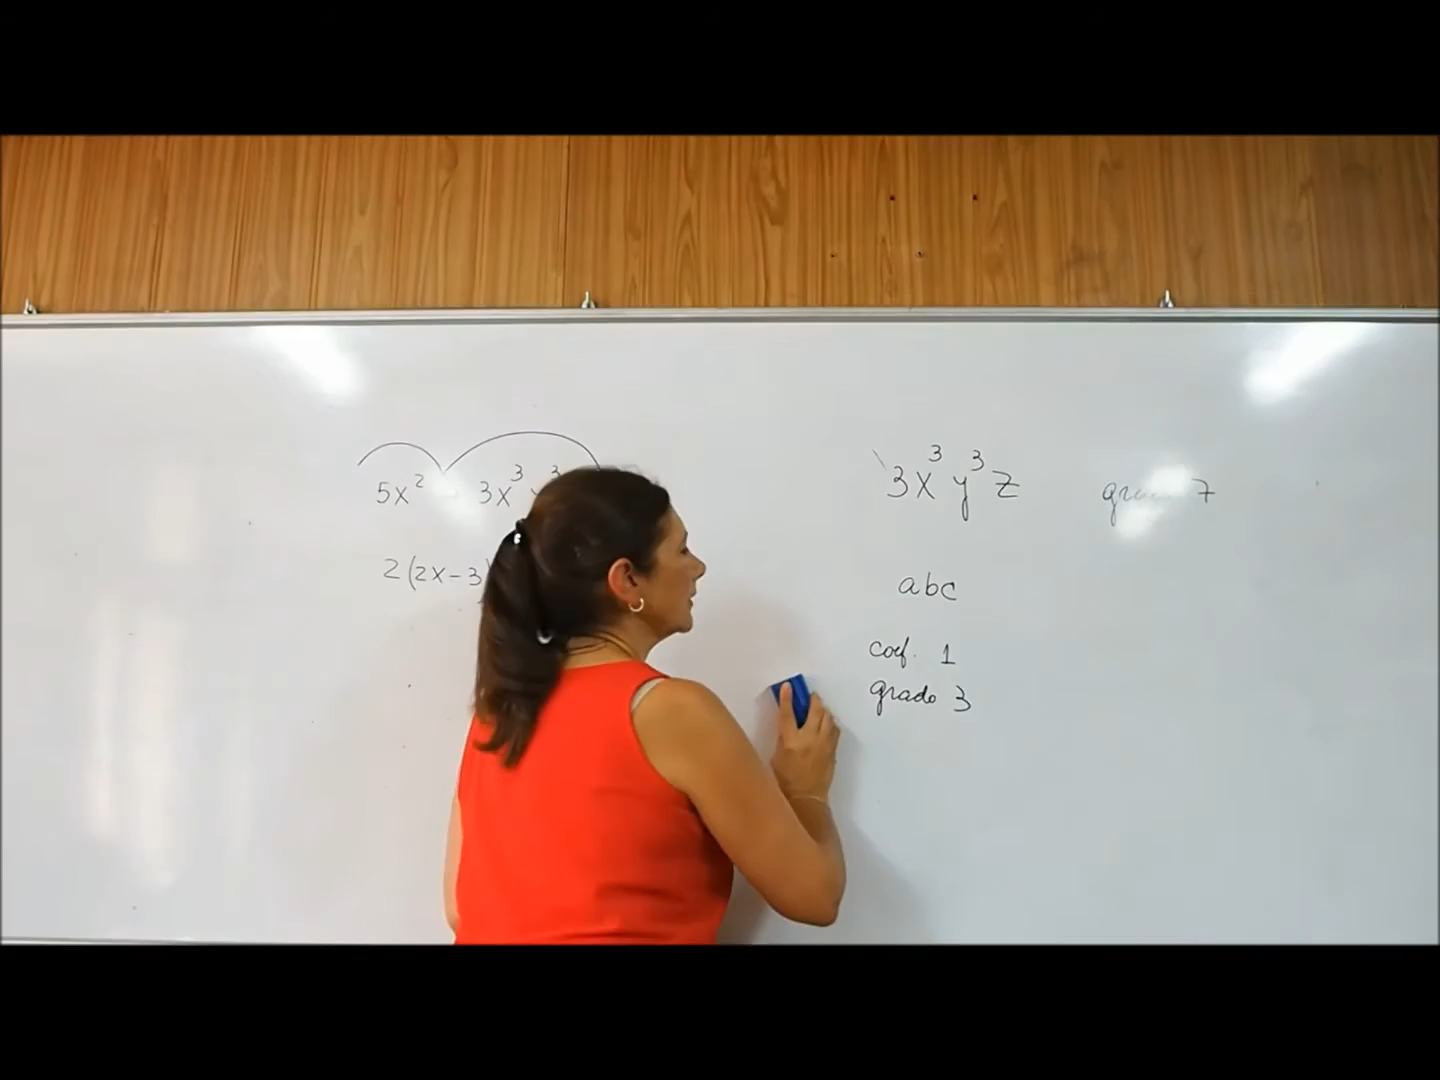 5x² 3x³
2(2x-3)
3x³y³z 7
abc
coef. 1
grado 3